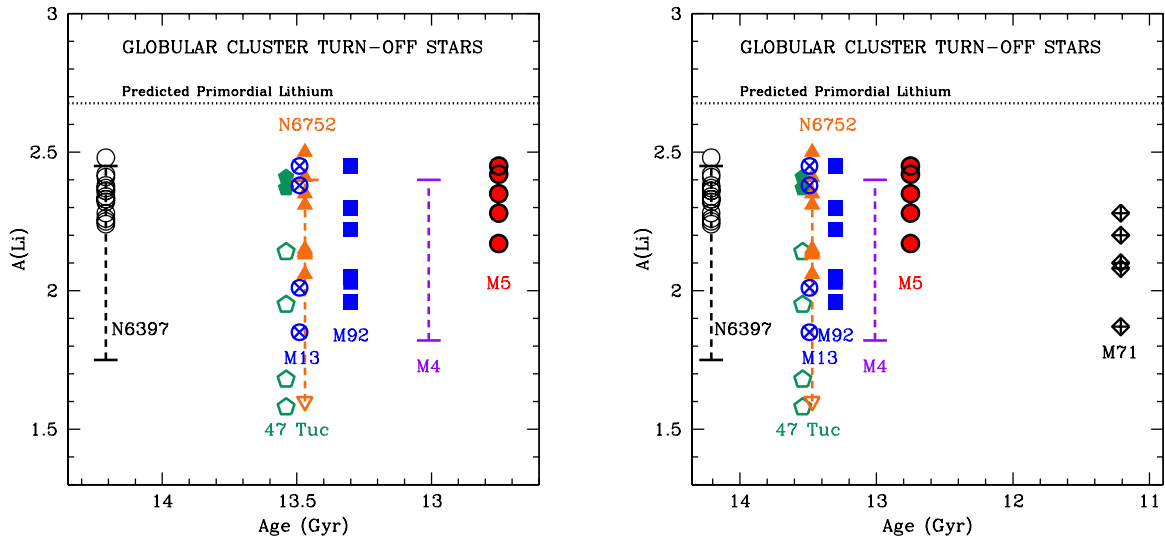 3
GLOBULAR CLUSTER TURN-OFF STARS
Predicted Primordial Lithium
N6752
2.5
A(Li)
M5
2
N6397
M92
M13
M4
1.5
47 Tuc
14
13.5
13
Age (Gyr)
3
GLOBULAR CLUSTER TURN-OFF STARS
Predicted Primordial Lithium
N6752
2.5
A(Li)
M5
2
N6397
M92
M13
M4
M71
1.5
47 Tuc
14
13
12
11
Age (Gyr)